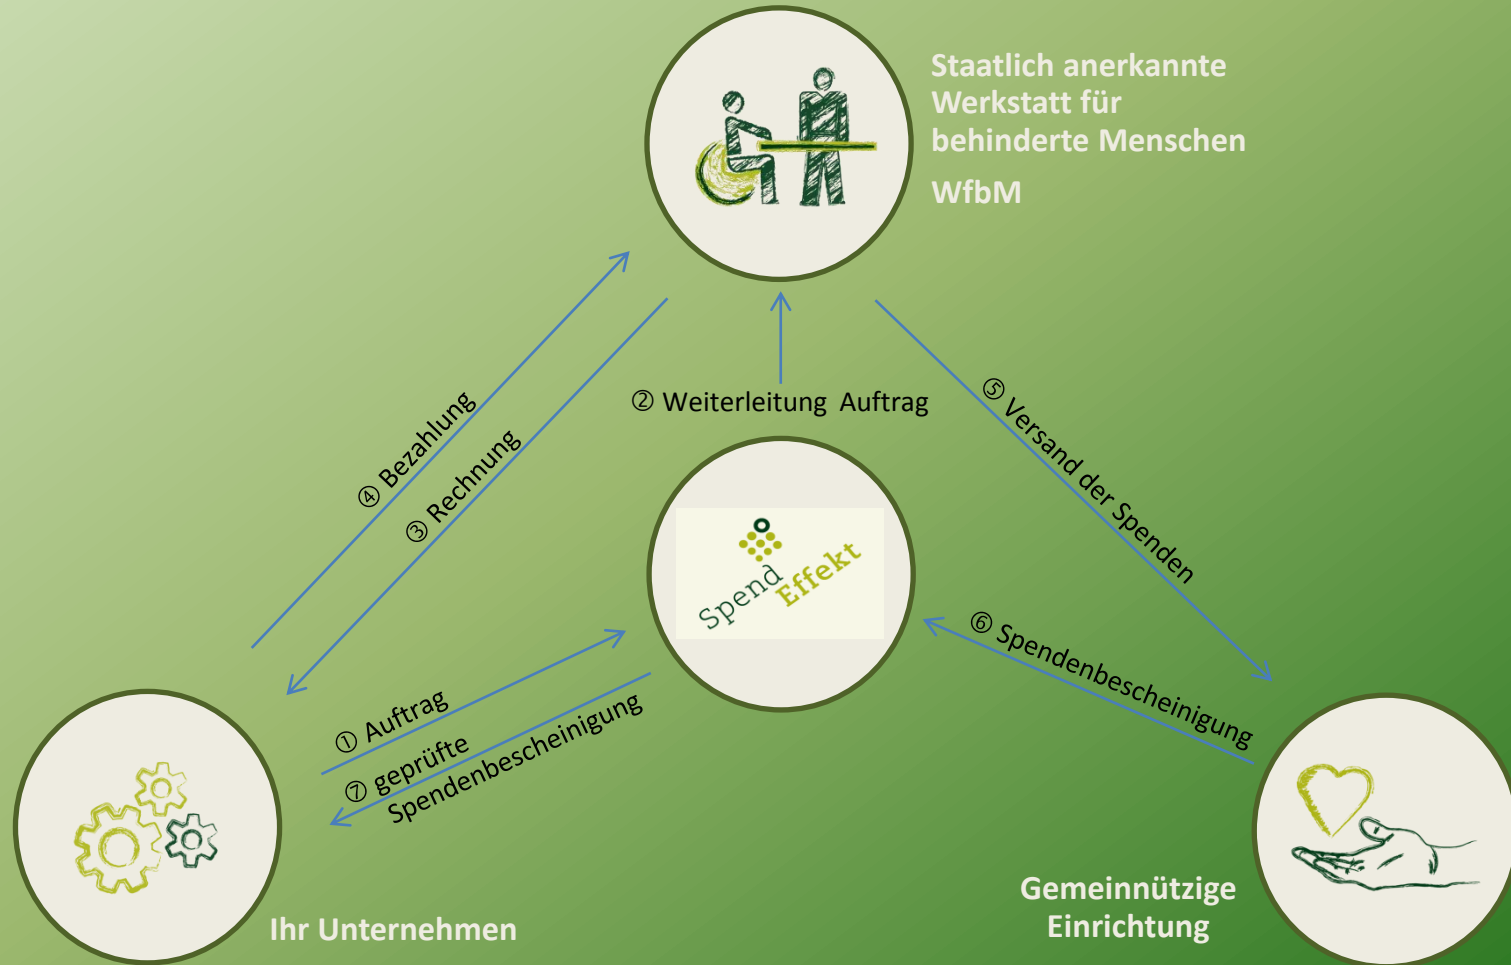 Staatlich anerkannte
Werkstatt für
behinderte Menschen
WfbM
② Weiterleitung Auftrag
④ Bezahlung
③ Rechnung
⑤ Versand der Spenden
Spend
Effekt
⑥ Spendenbescheinigung
① Auftrag
⑦ geprüfte
Spendenbescheinigung
Ihr Unternehmen
Gemeinnützige
Einrichtung